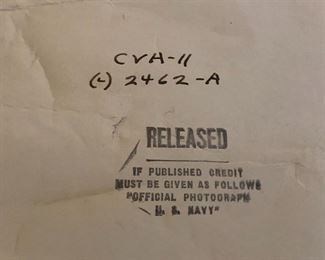 CVA-11
(L) 2462-A
RELEASED
IF PUBLISHED CREDIT
MUST BE GIVEN AS FOLLOWS
"OFFICIAL PHOTOGRAPH
U. S. NAVY"